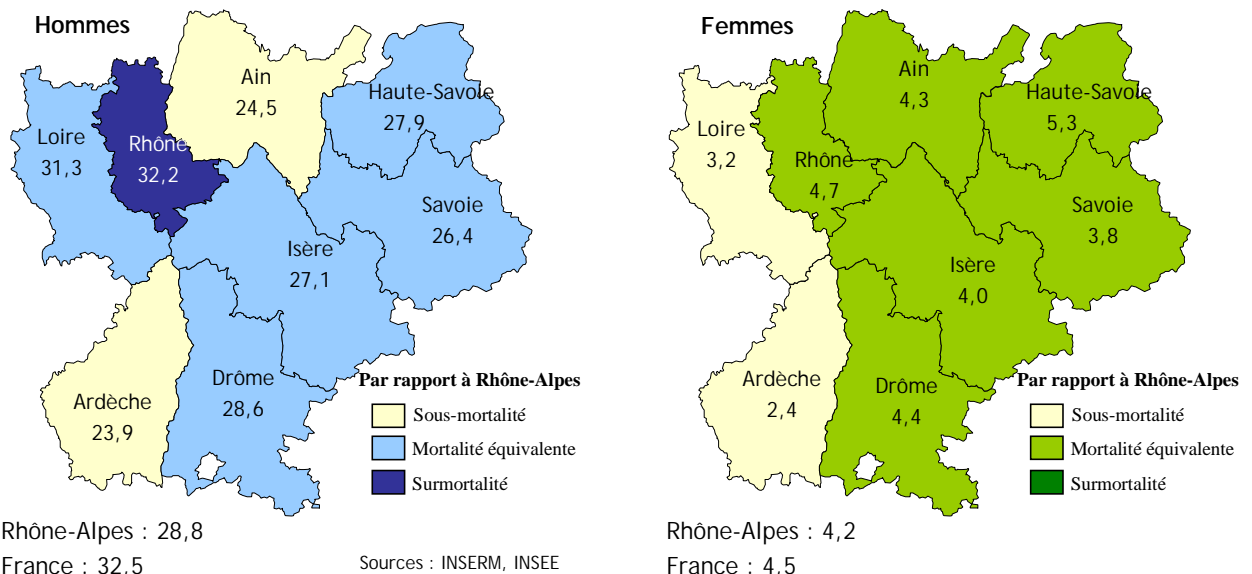 Hommes
Ain
24,5
Haute-Savoie
27,9
Loire
31,3
Rhône
32,2
Savoie
26,4
Isère
27,1
Drôme
28,6
Ardèche
23,9
Par rapport à Rhône-Alpes
Sous-mortalité
Mortalité équivalente
Surmortalité
Rhône-Alpes : 28,8
France : 32,5
Sources : INSERM, INSEE
Femmes
Ain
4,3
Haute-Savoie
5,3
Loire
3,2
Rhône
4,7
Savoie
3,8
Isère
4,0
Ardèche
2,4
Drôme
4,4
Par rapport à Rhône-Alpes
Sous-mortalité
Mortalité équivalente
Surmortalité
Rhône-Alpes : 4,2
France : 4,5